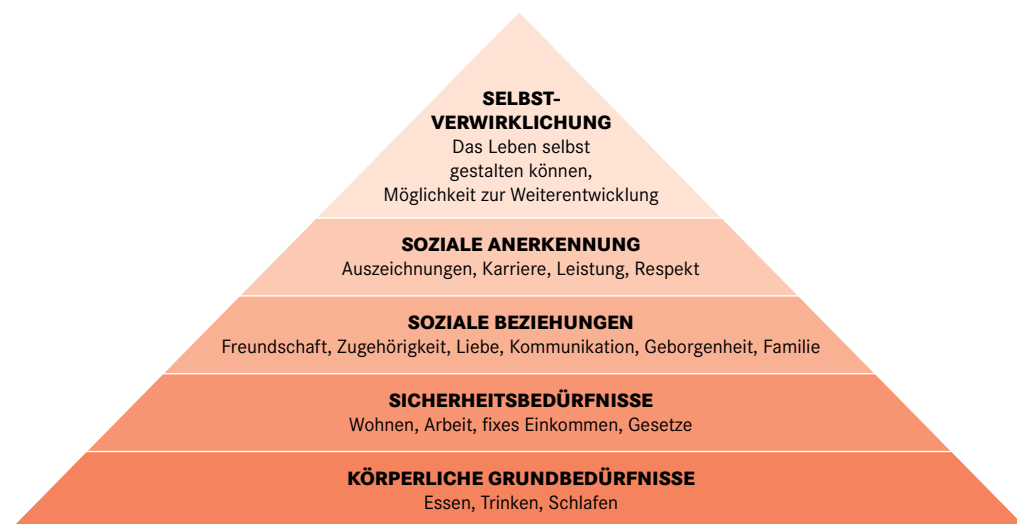 SELBST-
VERWIRKLICHUNG
Das Leben selbst
gestalten können,
Möglichkeit zur Weiterentwicklung
SOZIALE ANERKENNUNG
Auszeichnungen, Karriere, Leistung, Respekt
SOZIALE BEZIEHUNGEN
Freundschaft, Zugehörigkeit, Liebe, Kommunikation, Geborgenheit, Familie
SICHERHEITSBEDÜRFNISSE
Wohnen, Arbeit, fixes Einkommen, Gesetze
KÖRPERLICHE GRUNDBEDÜRFNISSE
Essen, Trinken, Schlafen